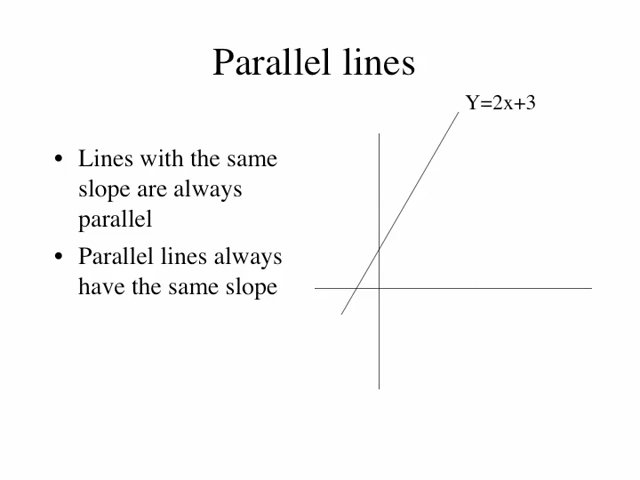 Parallel lines
Y=2x+3
• Lines with the same
slope are always
parallel
• Parallel lines always
have the same slope